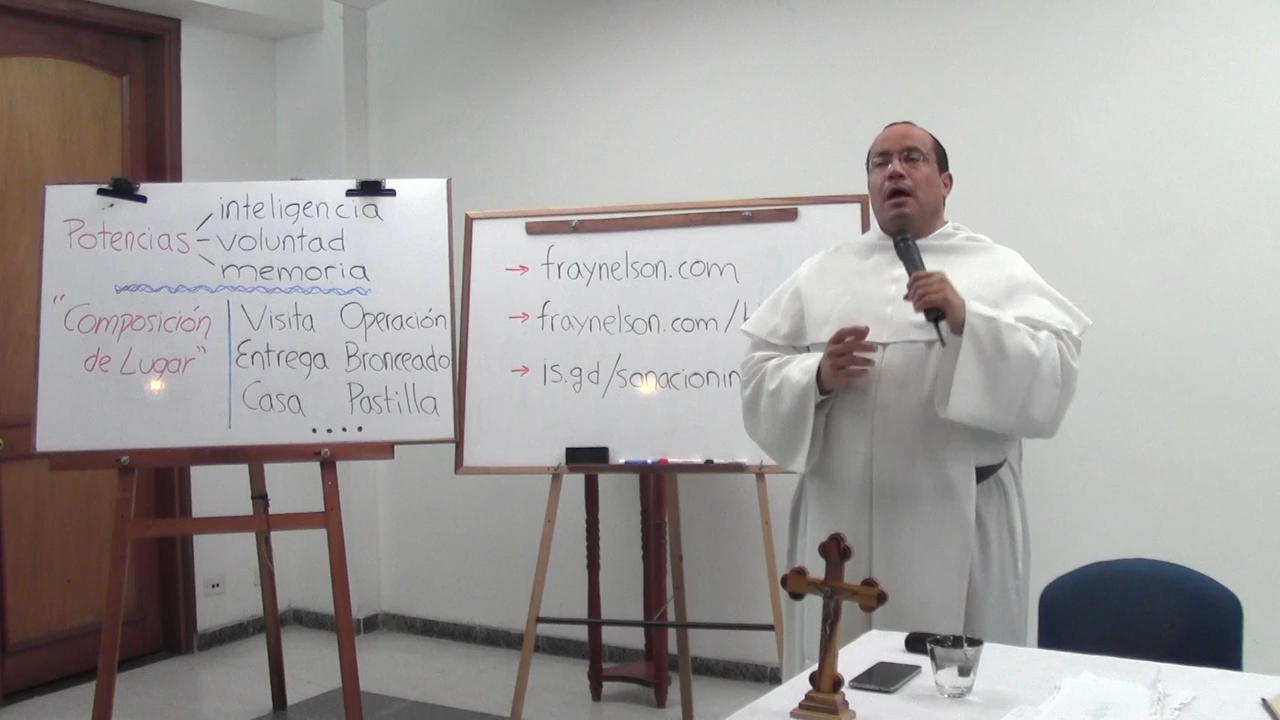 Potencias
inteligencia
voluntad
memoria
"Composición
de Lugar"
Visita Operación
Entrega Bronceado
Casa Pastilla
....
→ fraynelson.com
→ fraynelson.com/
→ is.gd/sanacionin